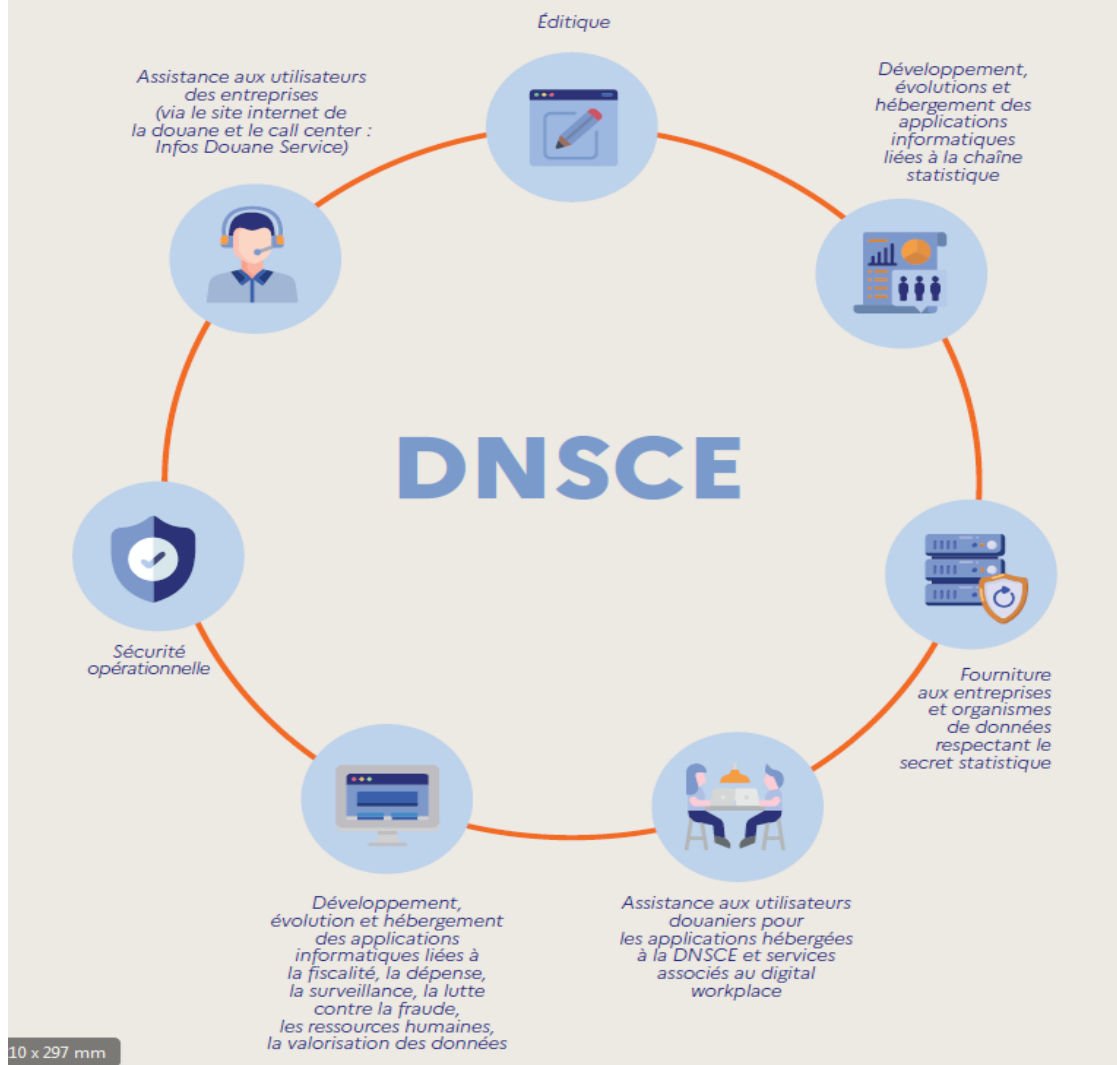 Éditique
Assistance aux utilisateurs
des entreprises
(via le site internet de
la douane et le call center :
Infos Douane Service)
Développement,
évolutions et
hébergement des
applications
informatiques
liées à la chaîne
statistique
DNSCE
Sécurité
opérationnelle
Fourniture
aux entreprises
et organismes
de données
respectant le
secret statistique
Développement,
évolution et hébergement
des applications
informatiques liées à
la fiscalité, la dépense,
la surveillance, la lutte
contre la fraude,
les ressources humaines,
la valorisation des données
Assistance aux utilisateurs
douaniers pour
les applications hébergées
à la DNSCE et services
associés au digital
workplace
10 x 297 mm